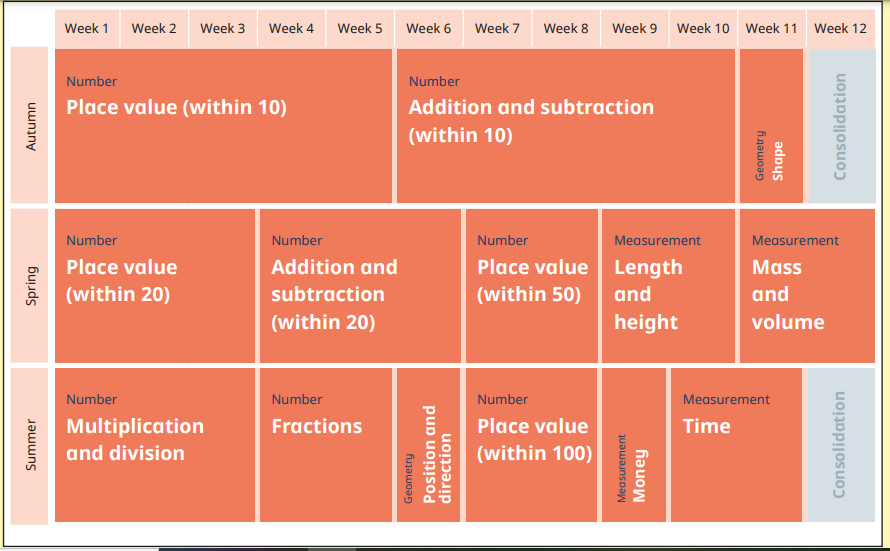 Week 1 Week 2 Week 3 Week 4 Week 5 Week 6 Week 7 Week 8 Week 9 Week 10 Week 11 Week 12
Autumn
Number
Place value (within 10)
Number
Addition and subtraction
(within 10)
Geometry
Shape
Consolidation
Spring
Number
Place value
(within 20)
Number
Addition and
subtraction
(within 20)
Number
Place value
(within 50)
Measurement
Length
and
height
Measurement
Mass
and
volume
Summer
Number
Multiplication
and division
Number
Fractions
Geometry
Position and
direction
Number
Place value
(within 100)
Measurement
Money
Measurement
Time
Consolidation